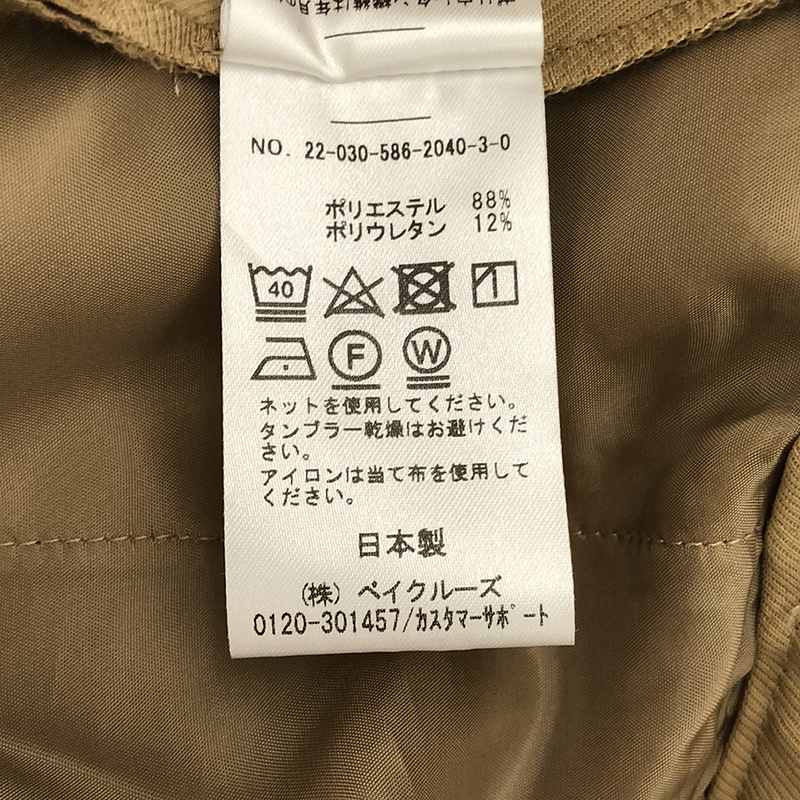 NO. 22-030-586-2040-3-0
ポリエステル 88%
ポリウレタン 12%
40
F W
ネットを使用してください。
タンブラー乾燥はお避けくだ
さい。
アイロンは当て布を使用して
ください。
日本製
(株) ベイクルーズ
0120-301457/カスタマーサポート